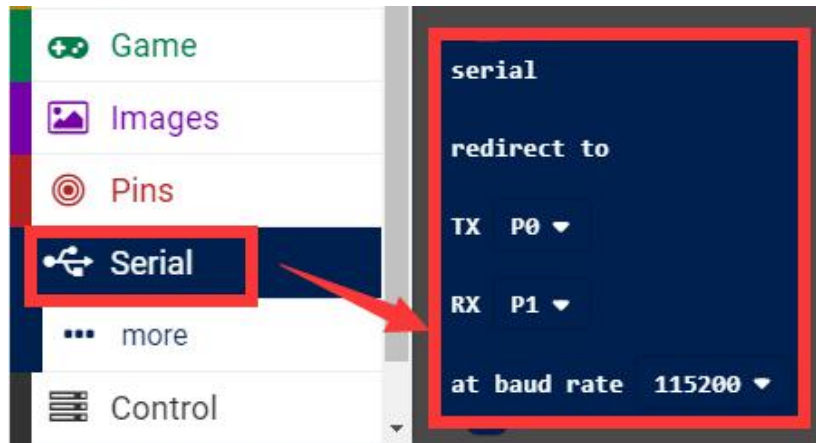 Game
Images
Pins
Serial
more
Control
serial
redirect to
TX P0
RX P1
at baud rate 115200